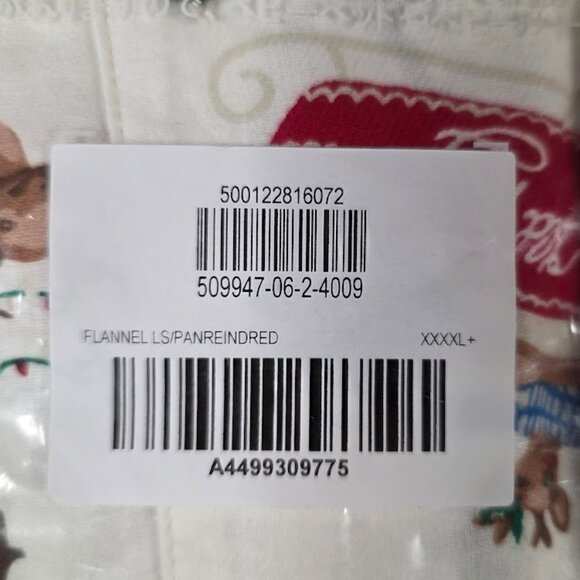 500122816072
509947-06-2-4009
FLANNEL LS/PANREINDRED
XXXXL+
A4499309775